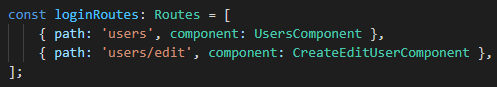 const loginRoutes: Routes = [
    { path: 'users', component: UsersComponent },
    { path: 'users/edit', component: CreateEditUserComponent },
];